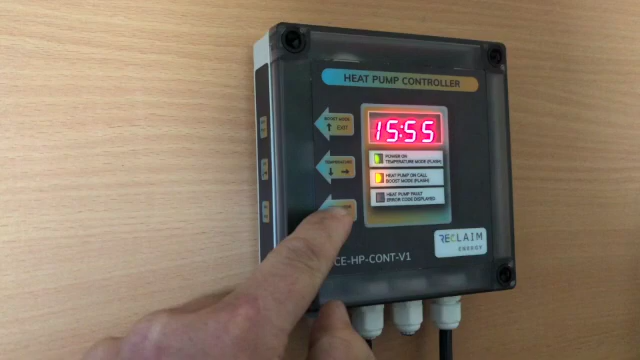 HEAT PUMP CONTROLLER
BOOST MODE
EXIT
15:55
POWER ON
TEMPERATURE MODE (FLASH)
HEAT PUMP ON CALL
BOOST MODE (FLASH)
HEAT PUMP FAULT
ERROR CODE DISPLAYED
RECLAIM
ENERGY
CE-HP-CONT-V1